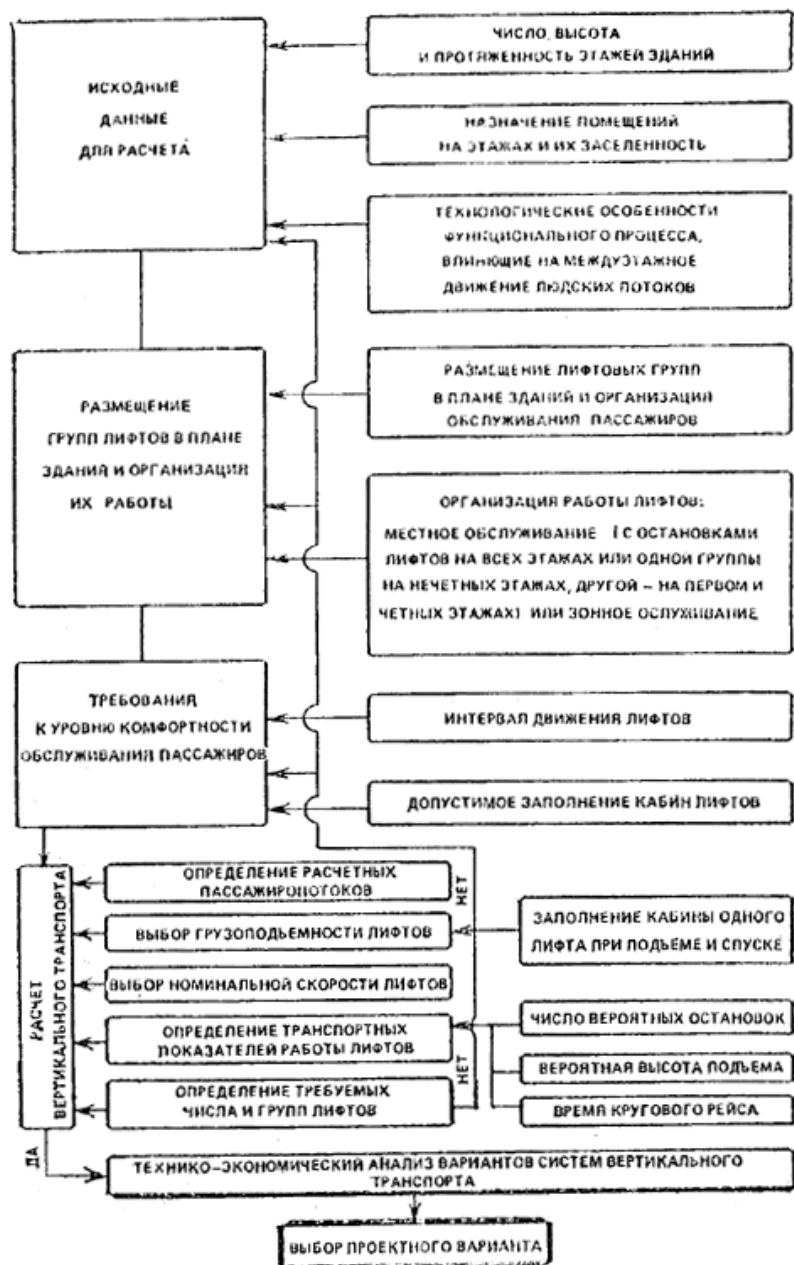 ИСХОДНЫЕ
ДАННЫЕ
ДЛЯ РАСЧЕТА
ЧИСЛО, ВЫСОТА
И ПРОТЯЖЕННОСТЬ ЭТАЖЕЙ ЗДАНИЙ
НАЗНАЧЕНИЕ ПОМЕЩЕНИЙ
НА ЭТАЖАХ И ИХ ЗАСЕЛЕННОСТЬ
ТЕХНОЛОГИЧЕСКИЕ ОСОБЕННОСТИ
ФУНКЦИОНАЛЬНОГО ПРОЦЕССА,
ВЛИЯЮЩИЕ НА МЕЖДУЭТАЖНОЕ
ДВИЖЕНИЕ ЛЮДСКИХ ПОТОКОВ
РАЗМЕЩЕНИЕ
ГРУПП ЛИФТОВ В ПЛАНЕ
ЗДАНИЙ И ОРГАНИЗАЦИЯ
ИХ РАБОТЫ
РАЗМЕЩЕНИЕ ЛИФТОВЫХ ГРУПП
В ПЛАНЕ ЗДАНИЙ И ОРГАНИЗАЦИЯ
ОБСЛУЖИВАНИЯ ПАССАЖИРОВ
ОРГАНИЗАЦИЯ РАБОТЫ ЛИФТОВ:
МЕСТНОЕ ОБСЛУЖИВАНИЕ (С ОСТАНОВКАМИ
ЛИФТОВ НА ВСЕХ ЭТАЖАХ ИЛИ ОДНОЙ ГРУППЫ
НА НЕЧЕТНЫХ ЭТАЖАХ, ДРУГОЙ – НА ПЕРВОМ И
ЧЕТНЫХ ЭТАЖАХ) ИЛИ ЗОННОЕ ОСЛУЖИВАНИЕ
ТРЕБОВАНИЯ
К УРОВНЮ КОМФОРТНОСТИ
ОБСЛУЖИВАНИЯ ПАССАЖИРОВ
ИНТЕРВАЛ ДВИЖЕНИЯ ЛИФТОВ
ДОПУСТИМОЕ ЗАПОЛНЕНИЕ КАБИН ЛИФТОВ
РАСЧЕТ
ВЕРТИКАЛЬНОГО ТРАНСПОРТА
ОПРЕДЕЛЕНИЕ РАСЧЕТНЫХ
ПАССАЖИРОПОТОКОВ
НЕТ
ВЫБОР ГРУЗОПОДЪЕМНОСТИ ЛИФТОВ
ДА
ЗАПОЛНЕНИЕ КАБИНЫ ОДНОГО
ЛИФТА ПРИ ПОДЪЕМЕ И СПУСКЕ
ВЫБОР НОМИНАЛЬНОЙ СКОРОСТИ ЛИФТОВ
ОПРЕДЕЛЕНИЕ ТРАНСПОРТНЫХ
ПОКАЗАТЕЛЕЙ РАБОТЫ ЛИФТОВ
ЧИСЛО ВЕРОЯТНЫХ ОСТАНОВОК
ВЕРОЯТНАЯ ВЫСОТА ПОДЪЕМА
ВРЕМЯ КРУГОВОГО РЕЙСА
НЕТ
ОПРЕДЕЛЕНИЕ ТРЕБУЕМЫХ
ЧИСЛА И ГРУПП ЛИФТОВ
ДА
ТЕХНИКО-ЭКОНОМИЧЕСКИЙ АНАЛИЗ ВАРИАНТОВ СИСТЕМ ВЕРТИКАЛЬНОГО
ТРАНСПОРТА
ВЫБОР ПРОЕКТНОГО ВАРИАНТА